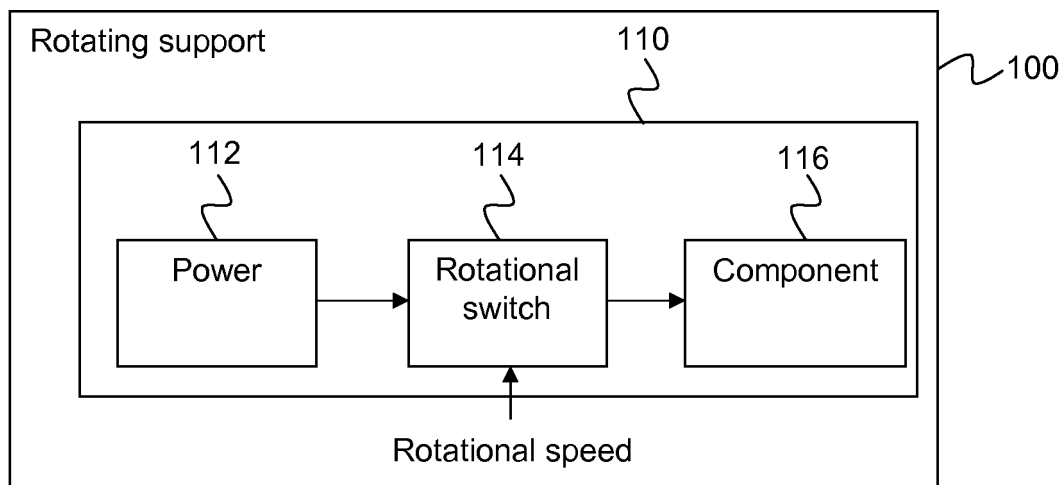 Rotating support
110
100
112
114
116
Power
Rotational
switch
Component
Rotational speed